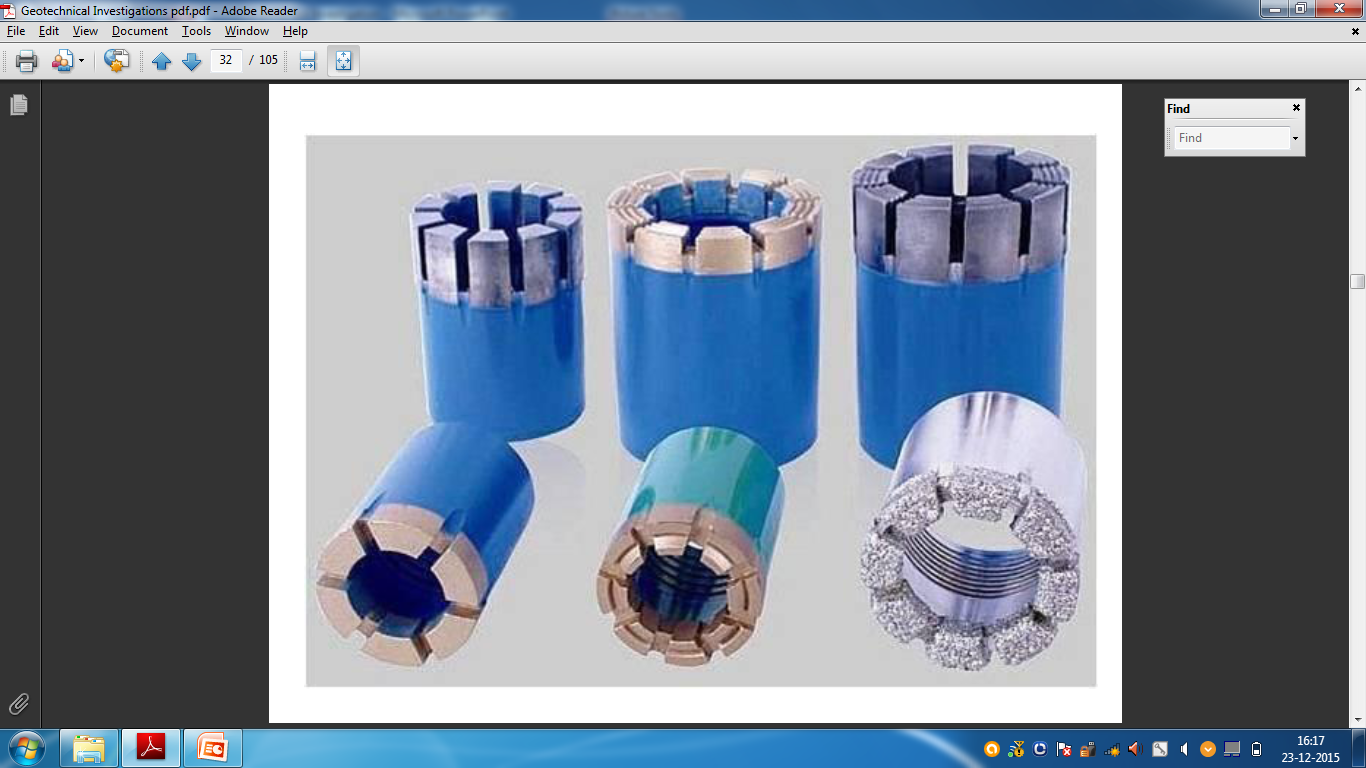 Geotechnical Investigations pdf.pdf - Adobe Reader
File Edit View Document Tools Window Help
32 / 105
Find
Find
16:17
23-12-2015